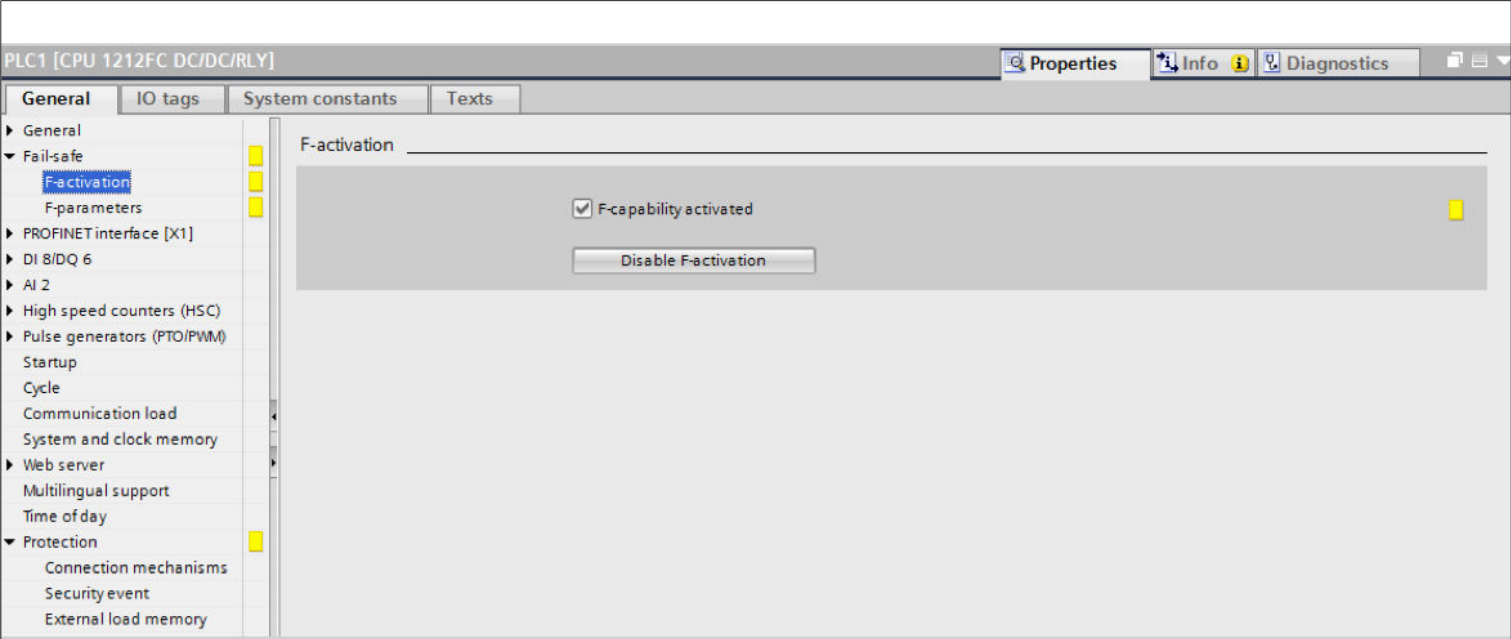 PLC1 [CPU 1212FC DC/DC/RLY]
Properties
Info
Diagnostics
General
IO tags
System constants
Texts
General
Fail-safe
F-activation
F-parameters
PROFINET interface [X1]
DI 8/DQ 6
AI 2
High speed counters (HSC)
Pulse generators (PTO/PWM)
Startup
Cycle
Communication load
System and clock memory
Web server
Multilingual support
Time of day
Protection
Connection mechanisms
Security event
External load memory
F-activation
F-capability activated
Disable F-activation